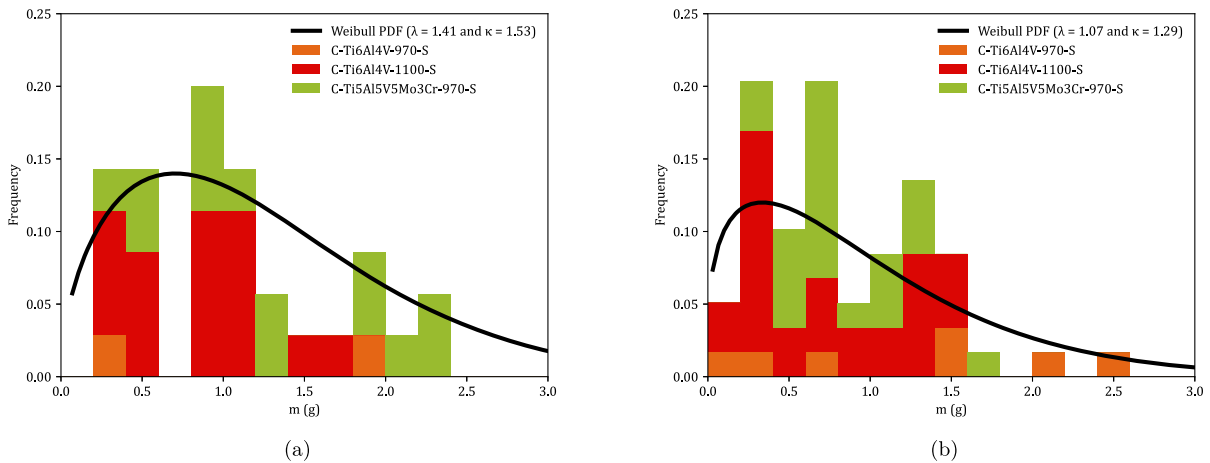 0.25
0.20
0.15
0.10
0.05
0.00
Frequency
0.0 0.5 1.0 1.5 2.0 2.5 3.0
m (g)
Weibull PDF (λ = 1.41 and κ = 1.53)
C-Ti6Al4V-970-S
C-Ti6Al4V-1100-S
C-Ti5Al5V5Mo3Cr-970-S
(a)
0.25
0.20
0.15
0.10
0.05
0.00
Frequency
0.0 0.5 1.0 1.5 2.0 2.5 3.0
m (g)
Weibull PDF (λ = 1.07 and κ = 1.29)
C-Ti6Al4V-970-S
C-Ti6Al4V-1100-S
C-Ti5Al5V5Mo3Cr-970-S
(b)